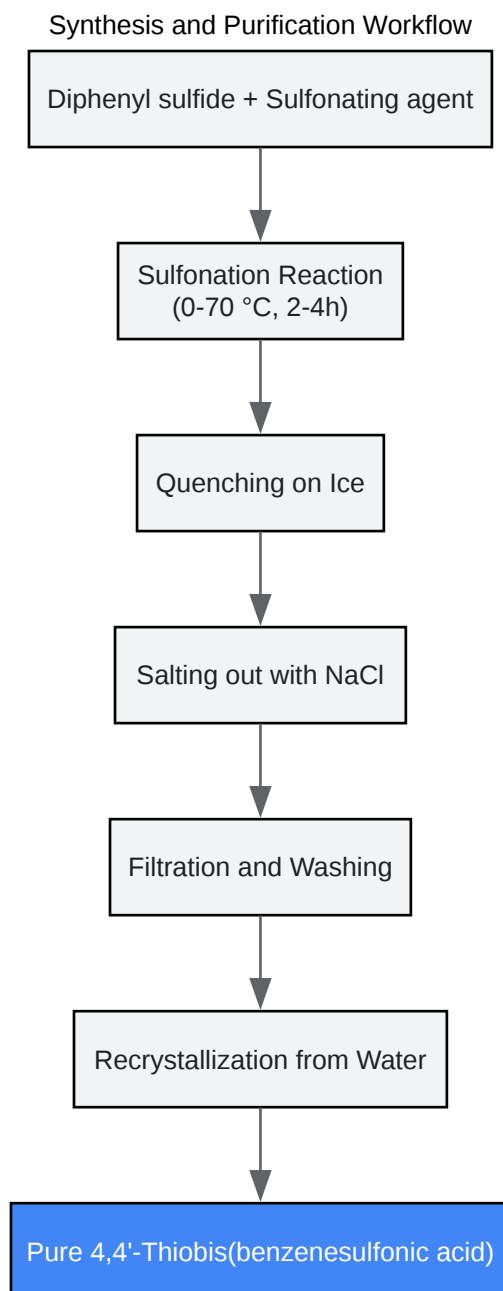 Synthesis and Purification Workflow
Diphenyl sulfide + Sulfonating agent
Sulfonation Reaction
(0-70 °C, 2-4h)
Quenching on Ice
Salting out with NaCl
Filtration and Washing
Recrystallization from Water
Pure 4,4'-Thiobis(benzenesulfonic acid)